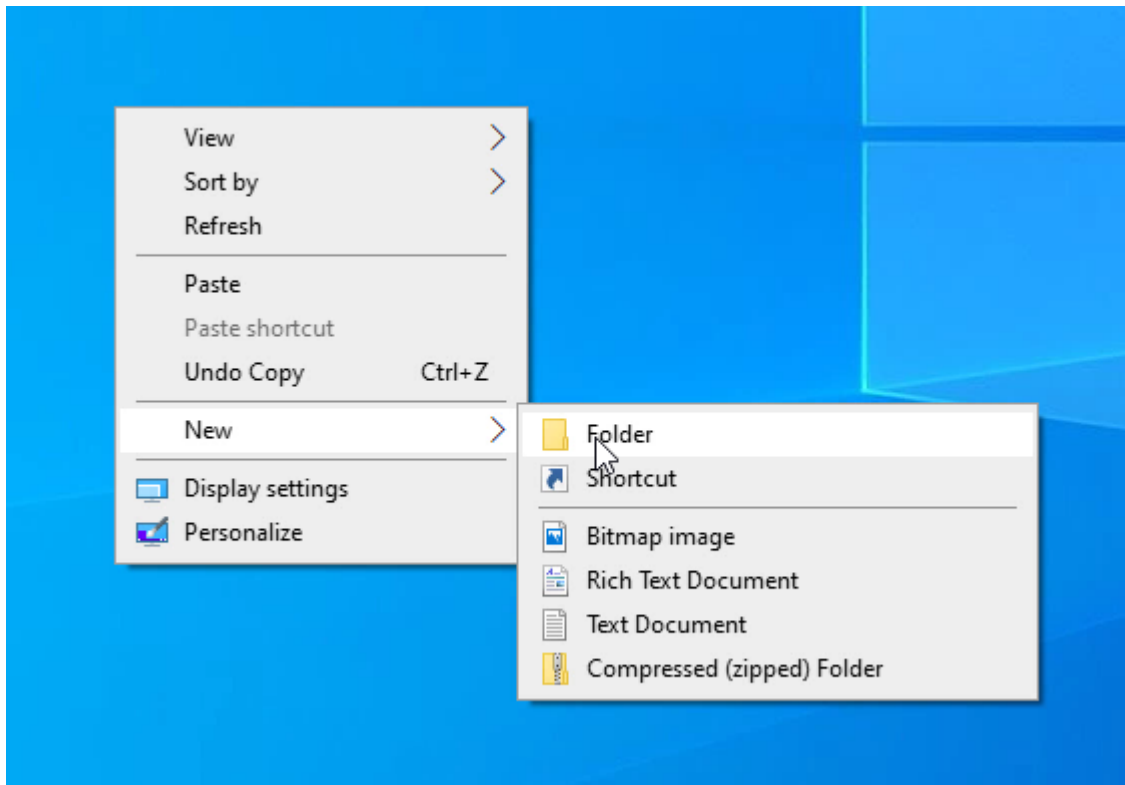 View
Sort by
Refresh
Paste
Paste shortcut
Undo Copy Ctrl+Z
New
Display settings
Personalize
Folder
Shortcut
Bitmap image
Rich Text Document
Text Document
Compressed (zipped) Folder